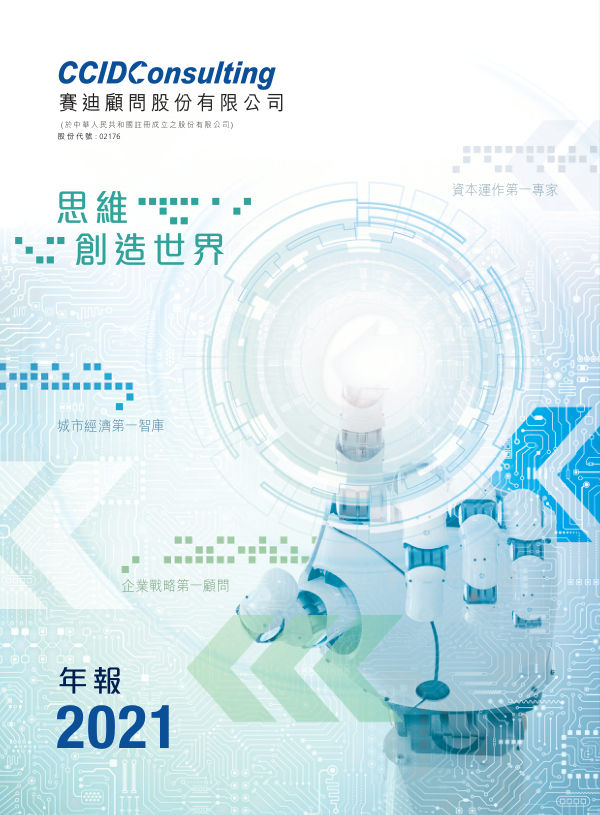 CCIDConsulting
賽迪顧問股份有限公司
(於中華人民共和國註冊成立之股份有限公司)
股份代號 : 02176
資本運作第一專家
思維
創造世界
城市經濟第一智庫
企業戰略第一顧問
年報
2021